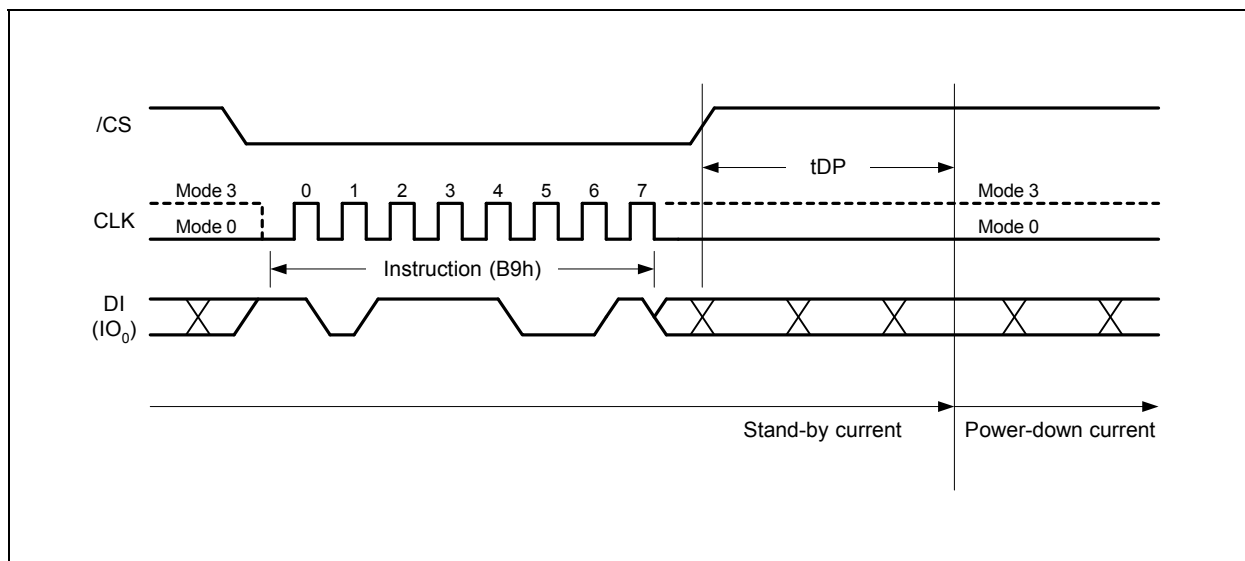 /CS
tDP
Mode 3 0 1 2 3 4 5 6 7 Mode 3
CLK
Mode 0 Mode 0
Instruction (B9h)
DI
(IO₀)
Stand-by current Power-down current